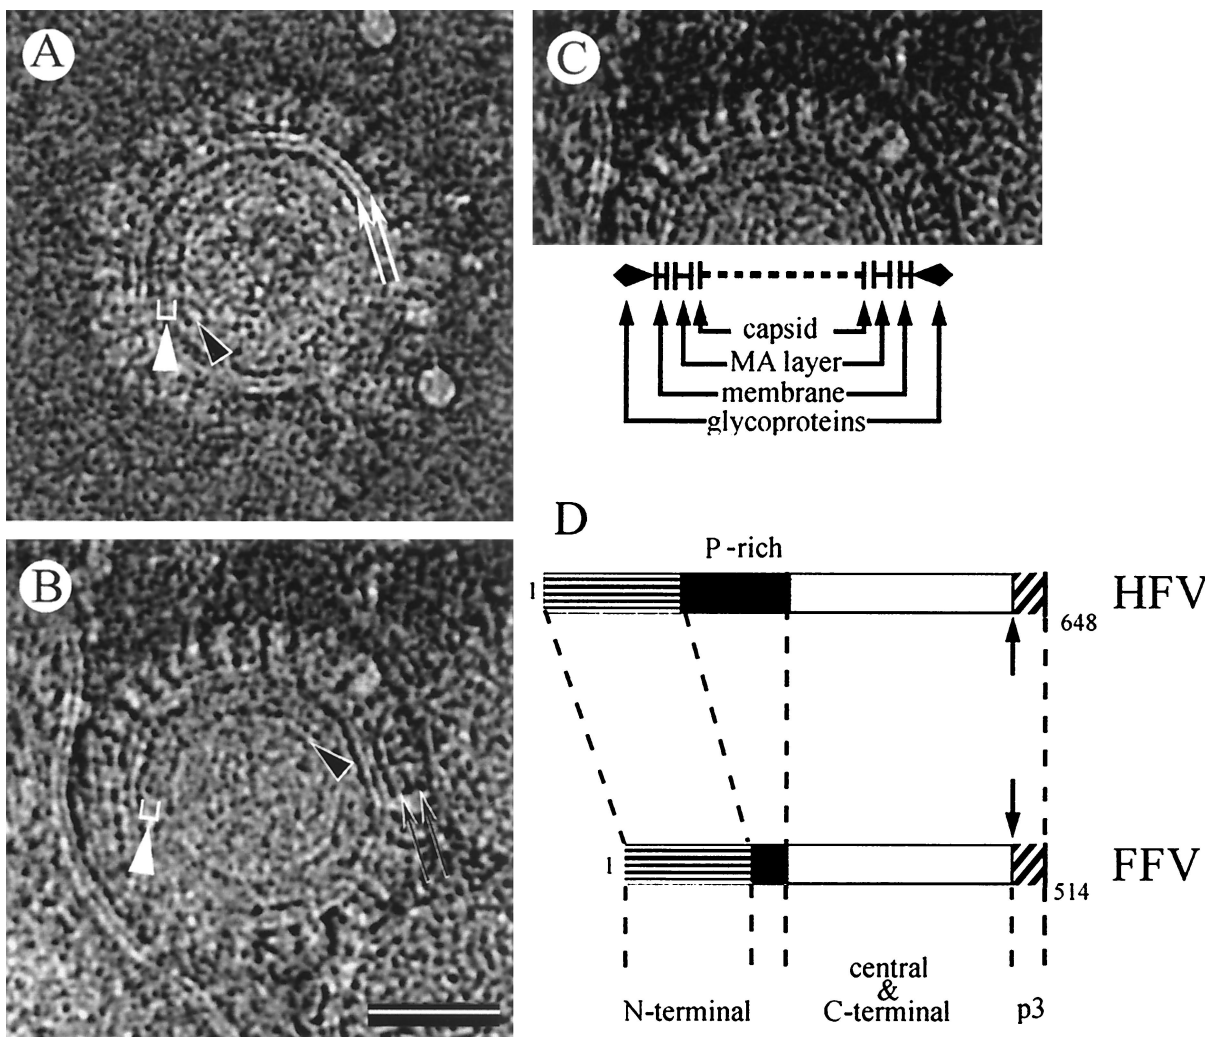 A
C
capsid
MA layer
membrane
glycoproteins
B
D
P -rich
1
HFV
648
1
FFV
514
central
&
N-terminal
C-terminal
p3